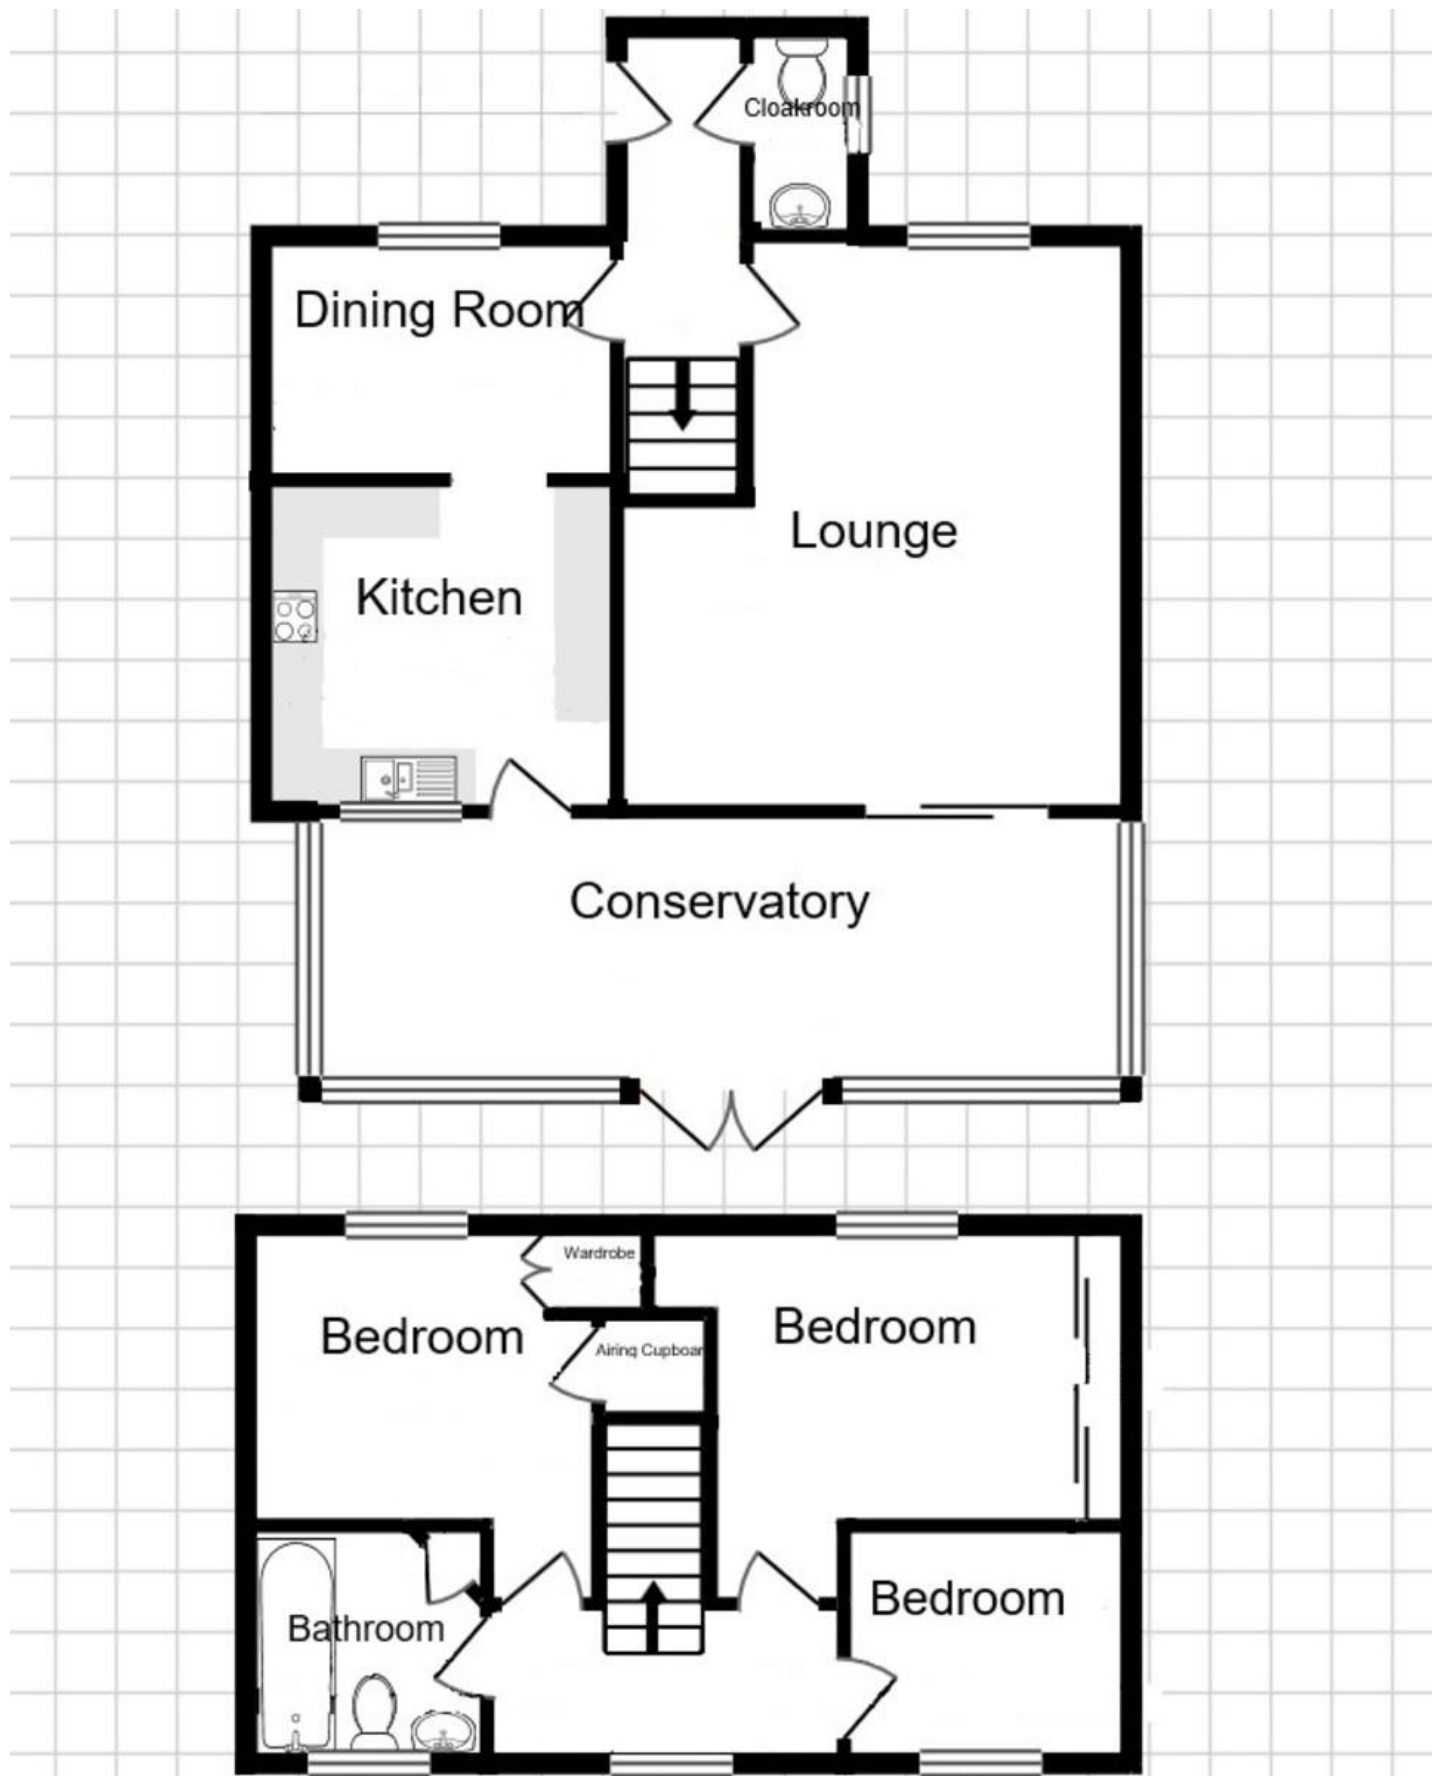 Cloakroom
Dining Room
Lounge
Kitchen
Conservatory
Wardrobe
Bedroom
Bedroom
Airing Cupboar
Bedroom
Bathroom